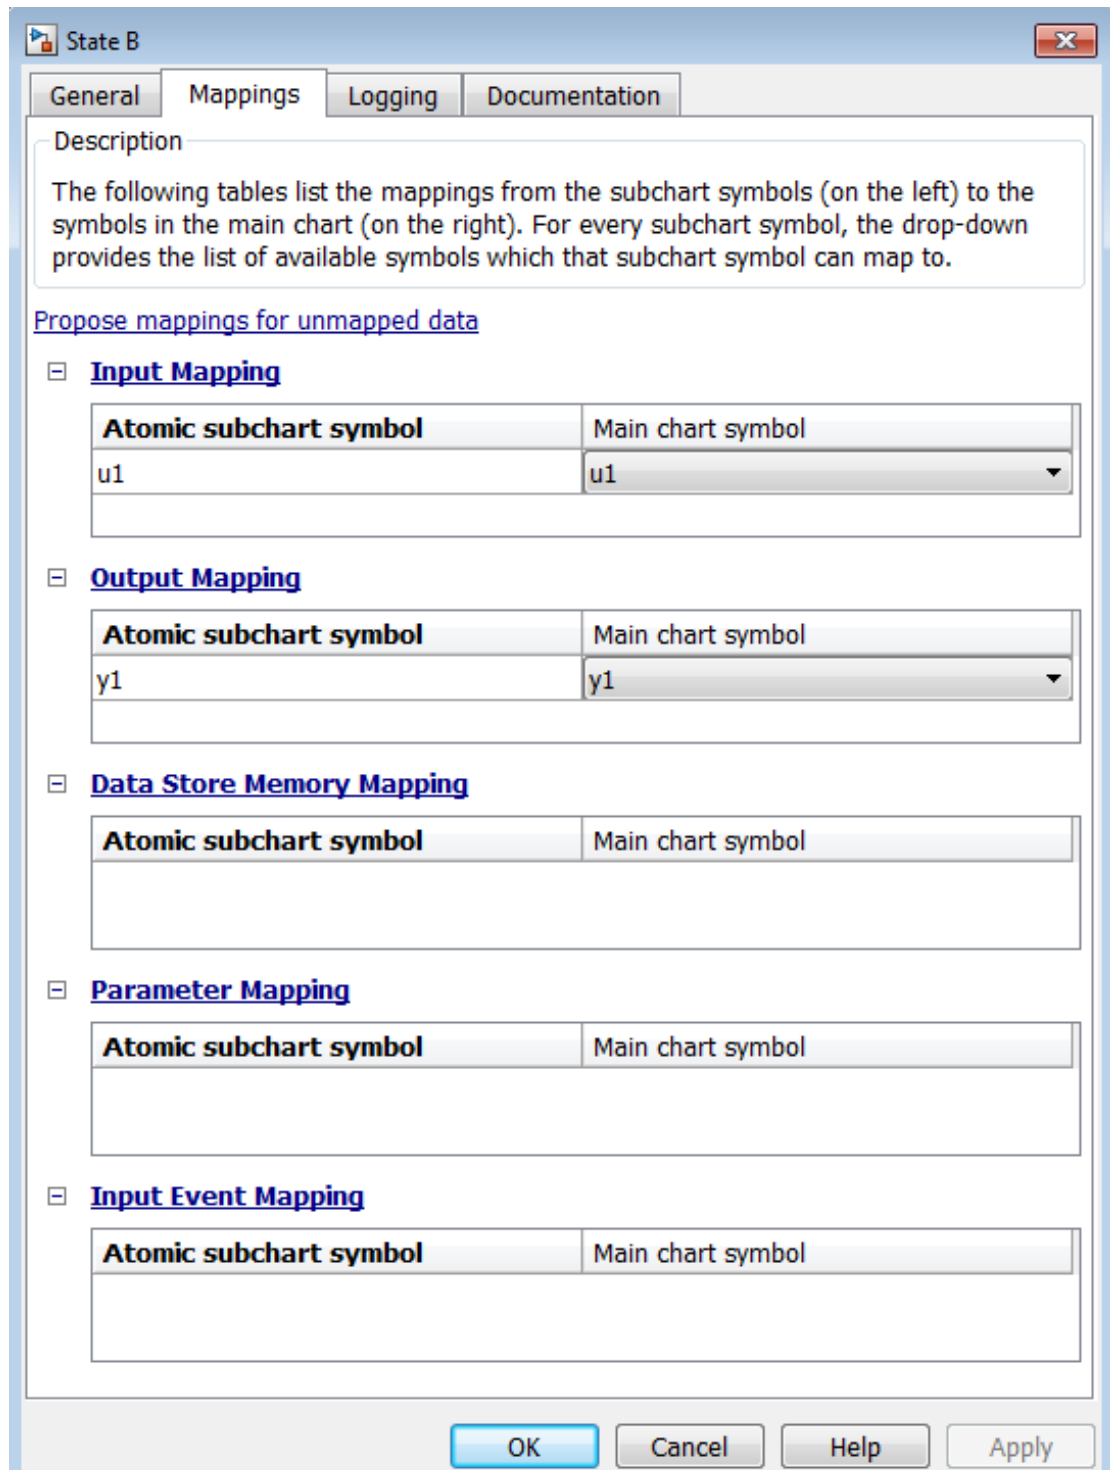 State B
General Mappings Logging Documentation
Description
The following tables list the mappings from the subchart symbols (on the left) to the
symbols in the main chart (on the right). For every subchart symbol, the drop-down
provides the list of available symbols which that subchart symbol can map to.
Propose mappings for unmapped data
Input Mapping
Atomic subchart symbol Main chart symbol
u1 u1
Output Mapping
Atomic subchart symbol Main chart symbol
y1 y1
Data Store Memory Mapping
Atomic subchart symbol Main chart symbol
Parameter Mapping
Atomic subchart symbol Main chart symbol
Input Event Mapping
Atomic subchart symbol Main chart symbol
OK Cancel Help Apply